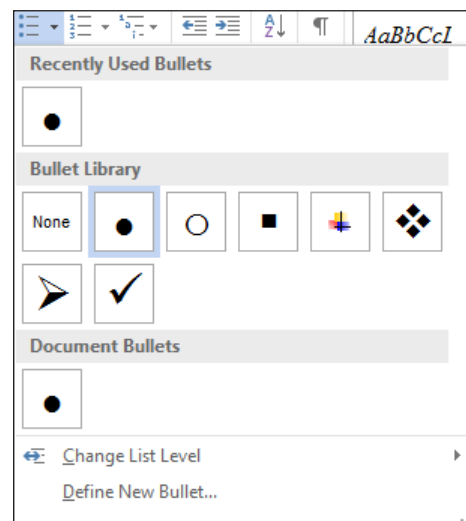 AaBbCcI
Recently Used Bullets
Bullet Library
None
Document Bullets
Change List Level
Define New Bullet...